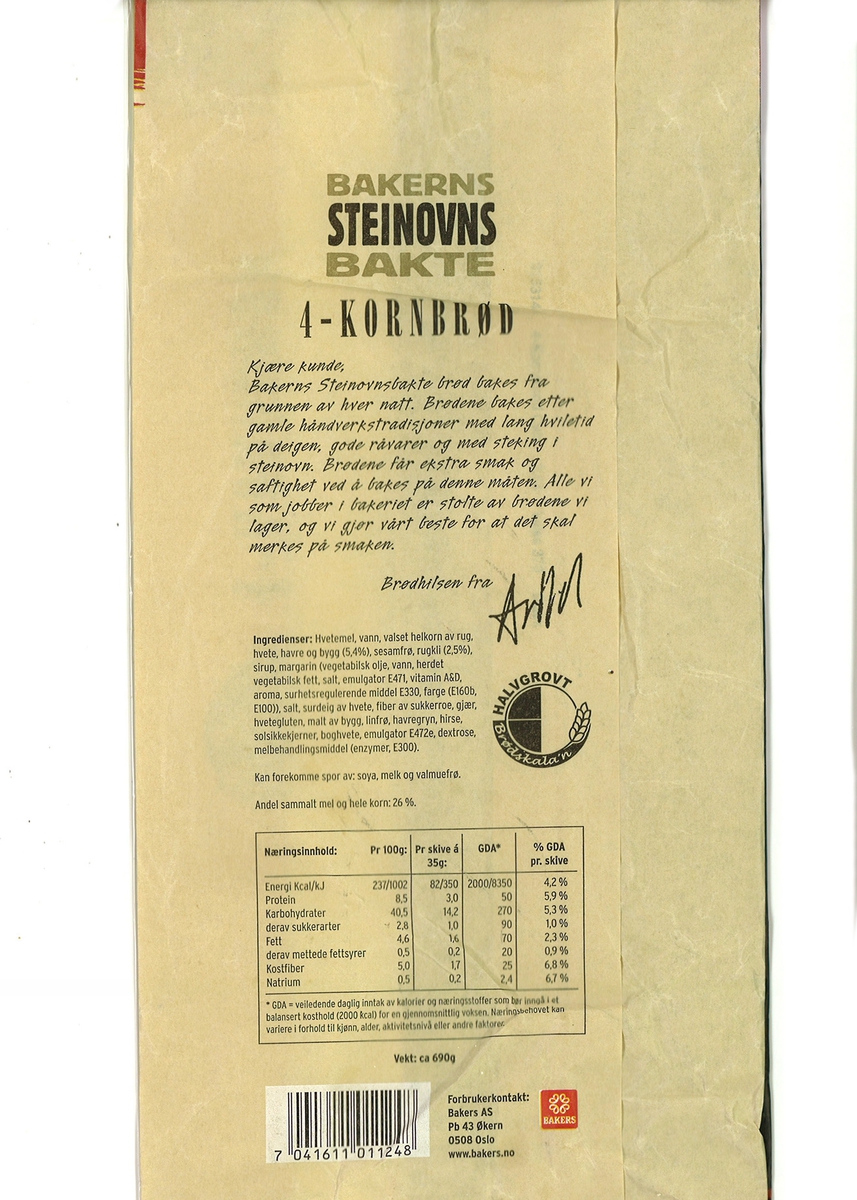 BAKERNS
STEINOVNS
BAKTE
4-KORNBRØD
Kjære kunde,
Bakerns Steinovnsbakte brød bakes fra
grunnen av hver natt. Brødene bakes etter
gamle håndverkstradisjoner med lang hviletid
på deigen, gode råvarer og med steking i
steinovn. Brødene får ekstra smak og
saftighet ved å bakes på denne måten. Alle vi
som jobber i bakeriet er stolte av brødene vi
lager, og vi gjør vårt beste for at det skal
merkes på smaken.
Brødhilsen fra
Ingredienser: Hvetemel, vann, valset helkorn av rug,
hvete, havre og bygg (5,4%), sesamfrø, rugkli (2,5%),
sirup, margarin (vegetabilsk olje, vann, herdet
vegetabilsk fett, salt, emulgator E471, vitamin A&D,
aroma, surhetsregulerende middel E330, farge (E160b,
E100)), salt, surdeig av hvete, fiber av sukkerroe, gjær,
hvetegluten, malt av bygg, linfrø, havregryn, hirse,
solsikkekjerner, boghvete, emulgator E472e, dextrose,
melbehandlingsmiddel (enzymer, E300).
HALVGROVT
Brødskala'n
Kan forekomme spor av: soya, melk og valmuefrø.
Andel sammalt mel og hele korn: 26 %.
Næringsinnhold: Pr 100g: Pr skive á 35g: GDA* % GDA pr. skive
Energi Kcal/kJ 237/1002 82/350 2000/8350 4,2 %
Protein 8,5 3,0 50 5,9 %
Karbohydrater 40,5 14,2 270 5,3 %
derav sukkerarter 2,8 1,0 90 1,0 %
Fett 4,6 1,6 70 2,3 %
derav mettede fettsyrer 0,5 0,2 20 0,9 %
Kostfiber 5,0 1,7 25 6,8 %
Natrium 0,5 0,2 2,4 6,7 %
* GDA = veiledende daglig inntak av kalorier og næringsstoffer som bør inngå i et
balansert kosthold (2000 kcal) for en gjennomsnittlig voksen. Næringsbehovet kan
variere i forhold til kjønn, alder, aktivitetsnivå eller andre faktorer.
Vekt: ca 690g
7 041611 011248
Forbrukerkontakt:
Bakers AS
Pb 43 Økern
0508 Oslo
www.bakers.no
BAKERS